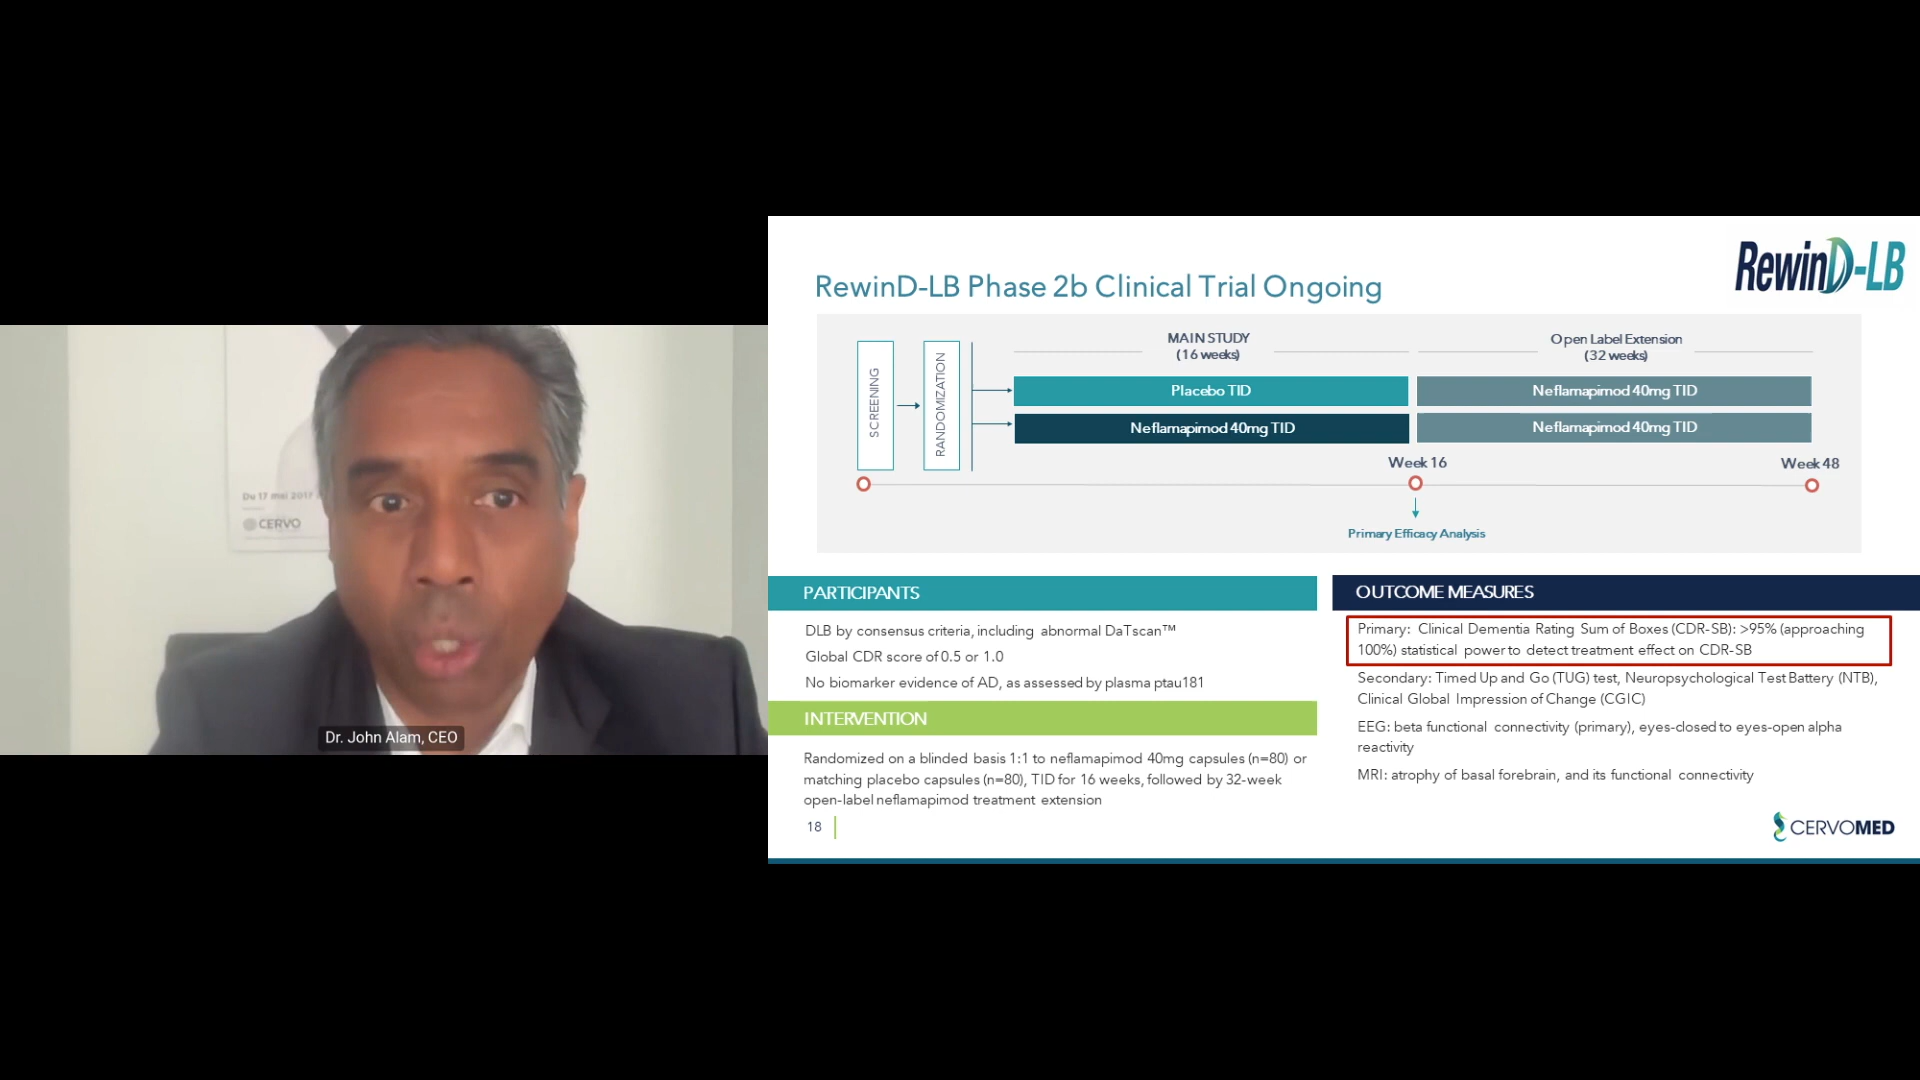 Du 17 mai 2017
CERVO
Dr. John Alam, CEO
RewinD-LB
RewinD-LB Phase 2b Clinical Trial Ongoing
SCREENING
RANDOMIZATION
MAIN STUDY
(16 weeks)
Open Label Extension
(32 weeks)
Placebo TID
Neflamapimod 40mg TID
Neflamapimod 40mg TID
Neflamapimod 40mg TID
Week 16
Week 48
Primary Efficacy Analysis
PARTICIPANTS
DLB by consensus criteria, including abnormal DaTscan™
Global CDR score of 0.5 or 1.0
No biomarker evidence of AD, as assessed by plasma ptau181
INTERVENTION
Randomized on a blinded basis 1:1 to neflamapimod 40mg capsules (n=80) or
matching placebo capsules (n=80), TID for 16 weeks, followed by 32-week
open-label neflamapimod treatment extension
OUTCOME MEASURES
Primary: Clinical Dementia Rating Sum of Boxes (CDR-SB): >95% (approaching
100%) statistical power to detect treatment effect on CDR-SB
Secondary: Timed Up and Go (TUG) test, Neuropsychological Test Battery (NTB),
Clinical Global Impression of Change (CGIC)
EEG: beta functional connectivity (primary), eyes-closed to eyes-open alpha
reactivity
MRI: atrophy of basal forebrain, and its functional connectivity
18
CERVOMED